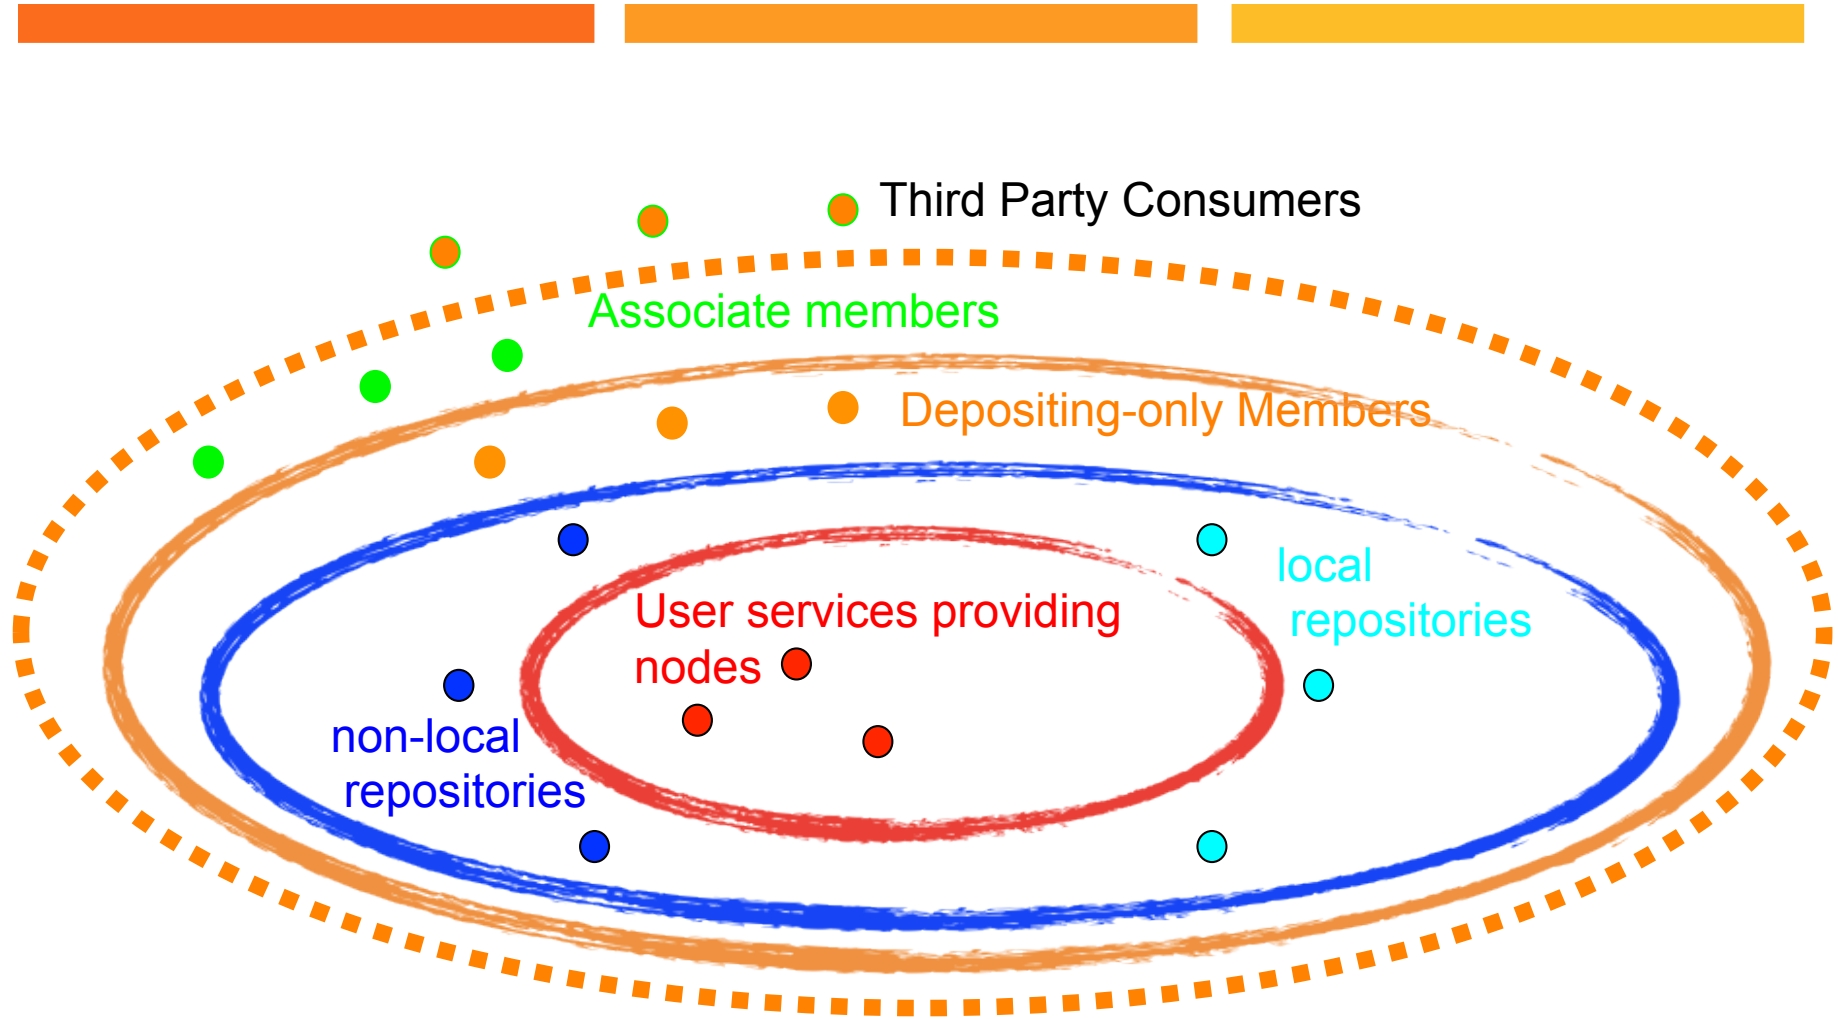 Third Party Consumers
Associate members
Depositing-only Members
local
repositories
User services providing
nodes
non-local
repositories